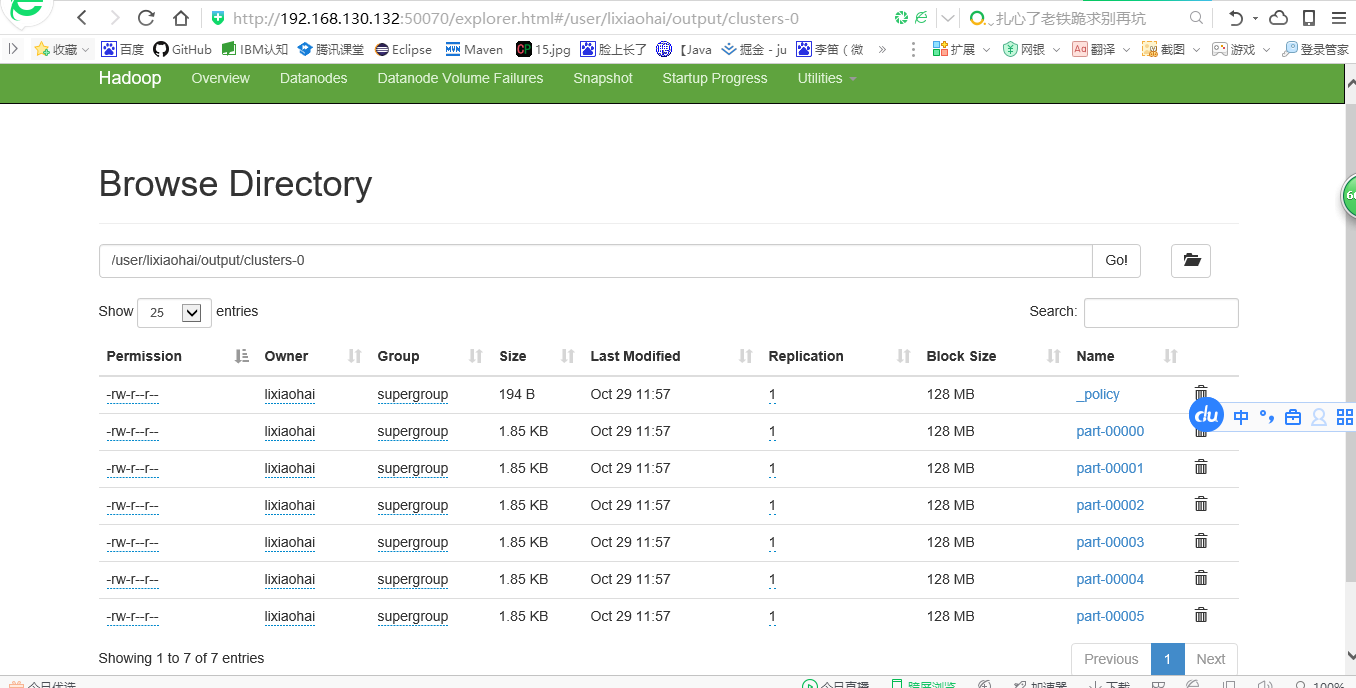 http://192.168.130.132:50070/explorer.html#/user/lixiaohai/output/clusters-0 扎心了老铁跪求别再坑
收藏 百度 GitHub IBM认知 腾讯课堂 Eclipse Maven 15.jpg 脸上长了 【Java 掘金 - ju 李笛（微 » 扩展 网银 翻译 截图 游戏 登录管家
Hadoop Overview Datanodes Datanode Volume Failures Snapshot Startup Progress Utilities
Browse Directory
/user/lixiaohai/output/clusters-0 Go!
Show 25 entries Search:
Permission Owner Group Size Last Modified Replication Block Size Name
-rw-r--r-- lixiaohai supergroup 194 B Oct 29 11:57 1 128 MB _policy
du 中
-rw-r--r-- lixiaohai supergroup 1.85 KB Oct 29 11:57 1 128 MB part-00000
-rw-r--r-- lixiaohai supergroup 1.85 KB Oct 29 11:57 1 128 MB part-00001
-rw-r--r-- lixiaohai supergroup 1.85 KB Oct 29 11:57 1 128 MB part-00002
-rw-r--r-- lixiaohai supergroup 1.85 KB Oct 29 11:57 1 128 MB part-00003
-rw-r--r-- lixiaohai supergroup 1.85 KB Oct 29 11:57 1 128 MB part-00004
-rw-r--r-- lixiaohai supergroup 1.85 KB Oct 29 11:57 1 128 MB part-00005
Showing 1 to 7 of 7 entries Previous 1 Next
今日优选 今日直播 跨屏浏览 加速器 下载 100%